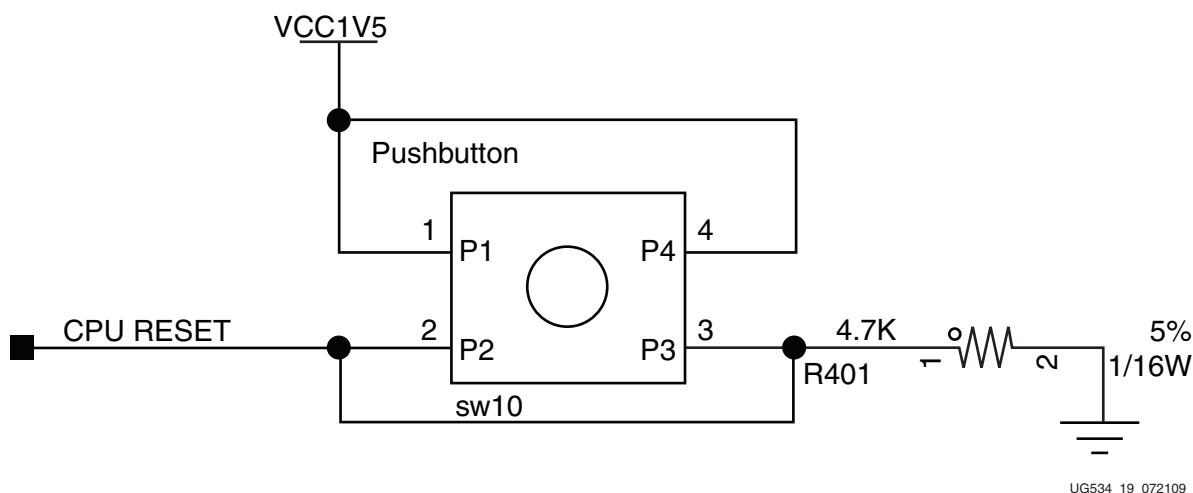 VCC1V5
Pushbutton
1
P1
P4
4
CPU RESET
2
P2
P3
3
4.7K
1
R401
2
5%
1/16W
sw10
UG534_19_072109